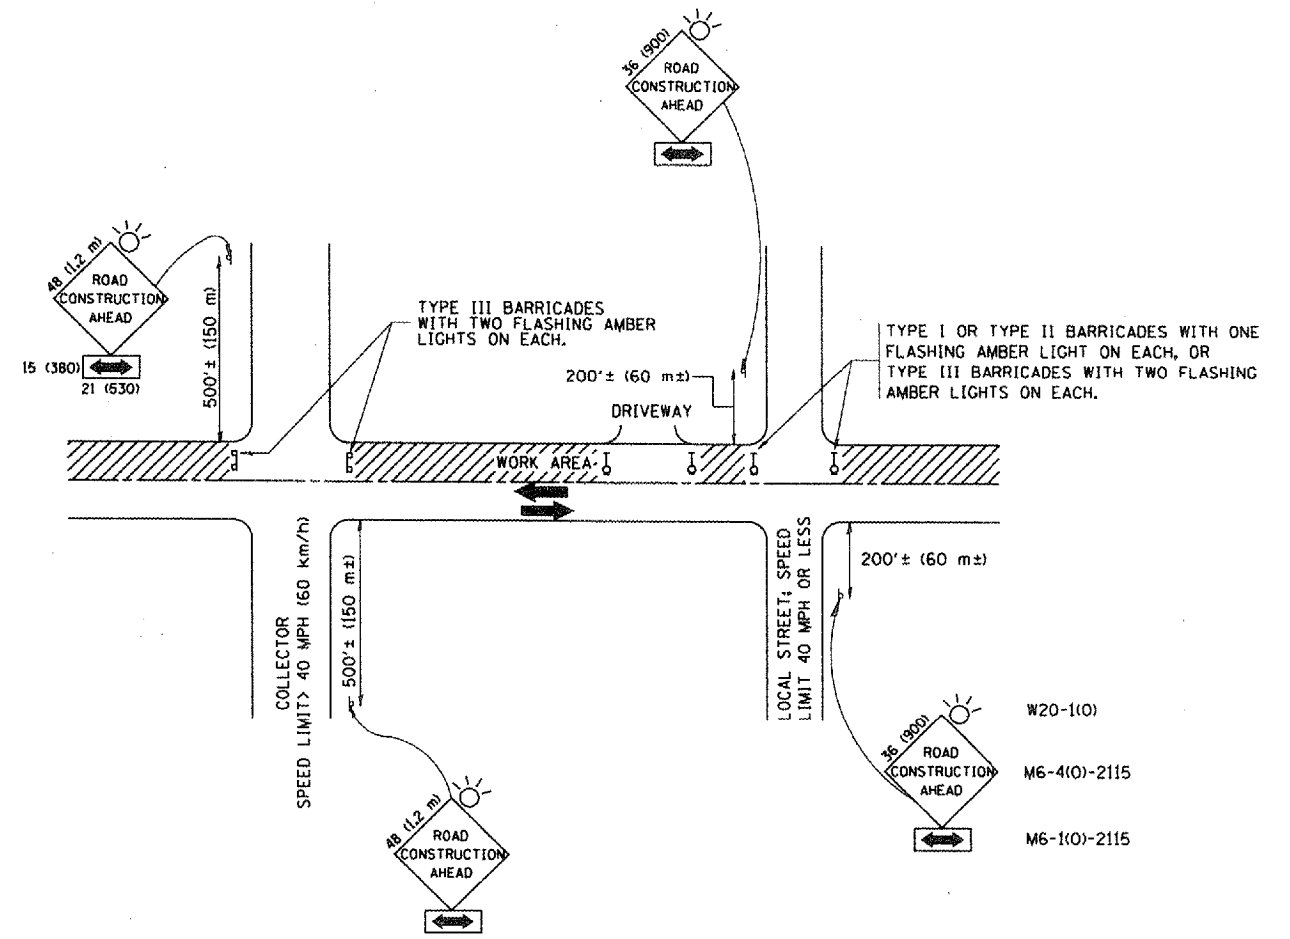 36 (900)
ROAD
CONSTRUCTION
AHEAD
48 (1.2 m)
ROAD
CONSTRUCTION
AHEAD
15 (380)
21 (630)
500'± (150 m)
TYPE III BARRICADES
WITH TWO FLASHING AMBER
LIGHTS ON EACH.
200'± (60 m±)
DRIVEWAY
TYPE I OR TYPE II BARRICADES WITH ONE
FLASHING AMBER LIGHT ON EACH, OR
TYPE III BARRICADES WITH TWO FLASHING
AMBER LIGHTS ON EACH.
WORK AREA
COLLECTOR
SPEED LIMIT> 40 MPH (60 km/h)
500'± (150 m±)
LOCAL STREET; SPEED
LIMIT 40 MPH OR LESS
200'± (60 m±)
48 (1.2 m)
ROAD
CONSTRUCTION
AHEAD
36 (900)
ROAD
CONSTRUCTION
AHEAD
W20-1(O)
M6-4(O)-2115
M6-1(O)-2115